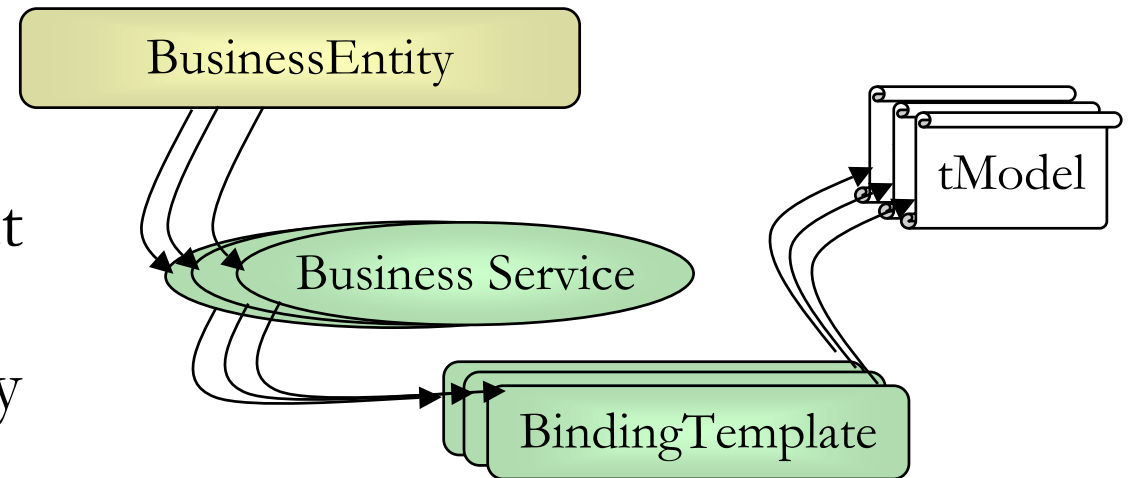 BusinessEntity
tModel
t
Business Service
y
BindingTemplate